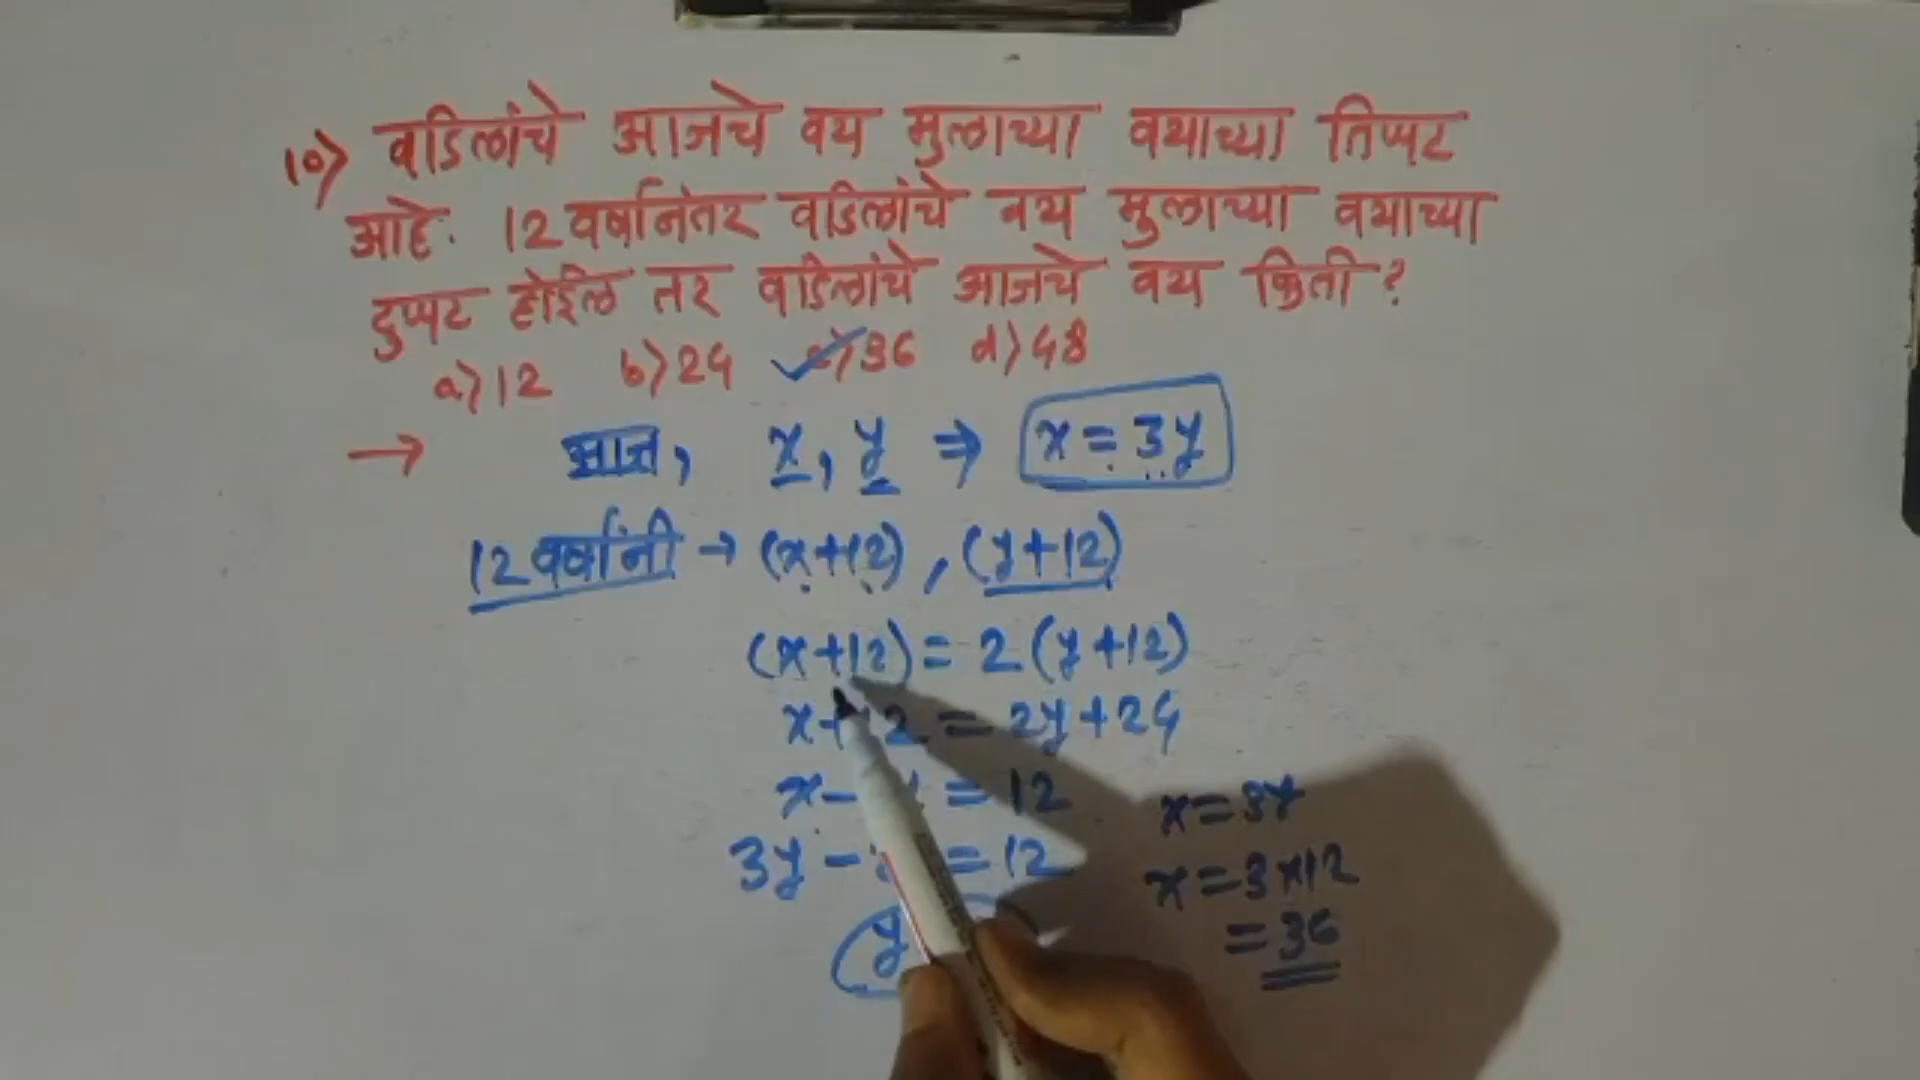 10) वडिलांचे आजचे वय मुलाच्या वयाच्या तिप्पट
आहे. 12 वर्षानंतर वडिलांचे वय मुलाच्या वयाच्या
दुप्पट होईल तर वडिलांचे आजचे वय किती?
a) 12 b) 24 c) 36 d) 48
→ आज, x, y ⇒ x = 3y
12 वर्षांनी → (x+12), (y+12)
(x+12) = 2(y+12)
x+12 = 2y+24
x- = 12
3y- = 12
y
x=3y
x=3×12
=36